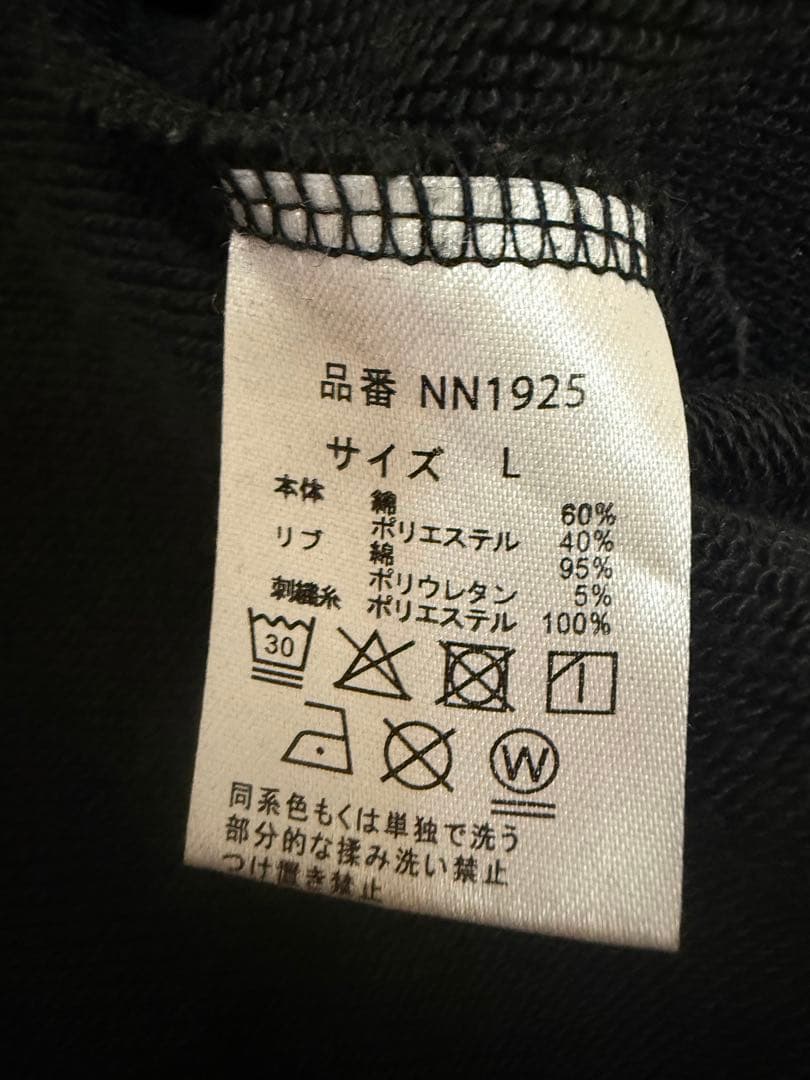 品番 NN1925
サイズ L
本体 綿 60%
ポリエステル 40%
リブ 綿 95%
ポリウレタン 5%
刺繍糸 ポリエステル 100%
30
W
同系色もくは単独で洗う
部分的な揉み洗い禁止
つけ置き禁止